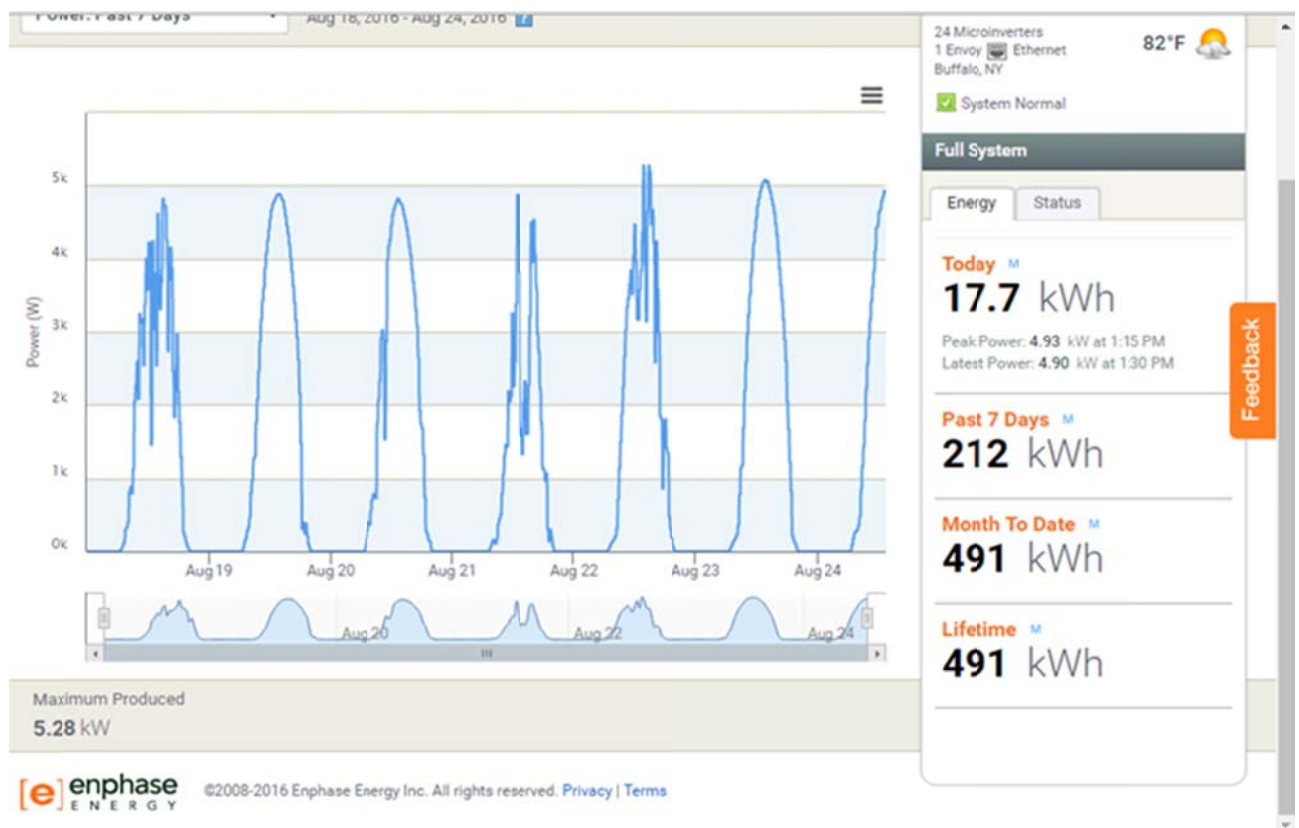 Power: Past 7 Days
Aug 18, 2016 - Aug 24, 2016
24 Microinverters
1 Envoy Ethernet
Buffalo, NY
82°F
System Normal
Full System
Energy Status
Today M
17.7 kWh
Peak Power: 4.93 kW at 1:15 PM
Latest Power: 4.90 kW at 1:30 PM
Past 7 Days M
212 kWh
Month To Date M
491 kWh
Lifetime M
491 kWh
Feedback
Power (W)
5k
4k
3k
2k
1k
0k
Aug 19 Aug 20 Aug 21 Aug 22 Aug 23 Aug 24
Aug 20 Aug 22 Aug 24
Maximum Produced
5.28 kW
[e] enphase
ENERGY
©2008-2016 Enphase Energy Inc. All rights reserved. Privacy | Terms